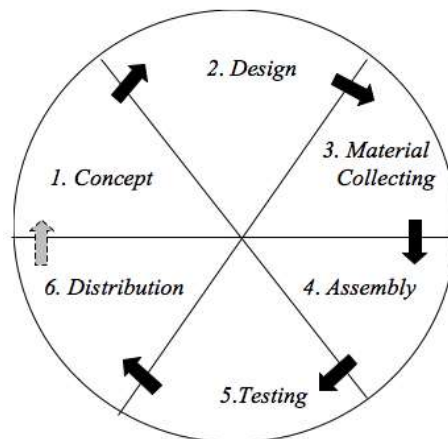 2. Design
3. Material
Collecting
1. Concept
6. Distribution
4. Assembly
5.Testing